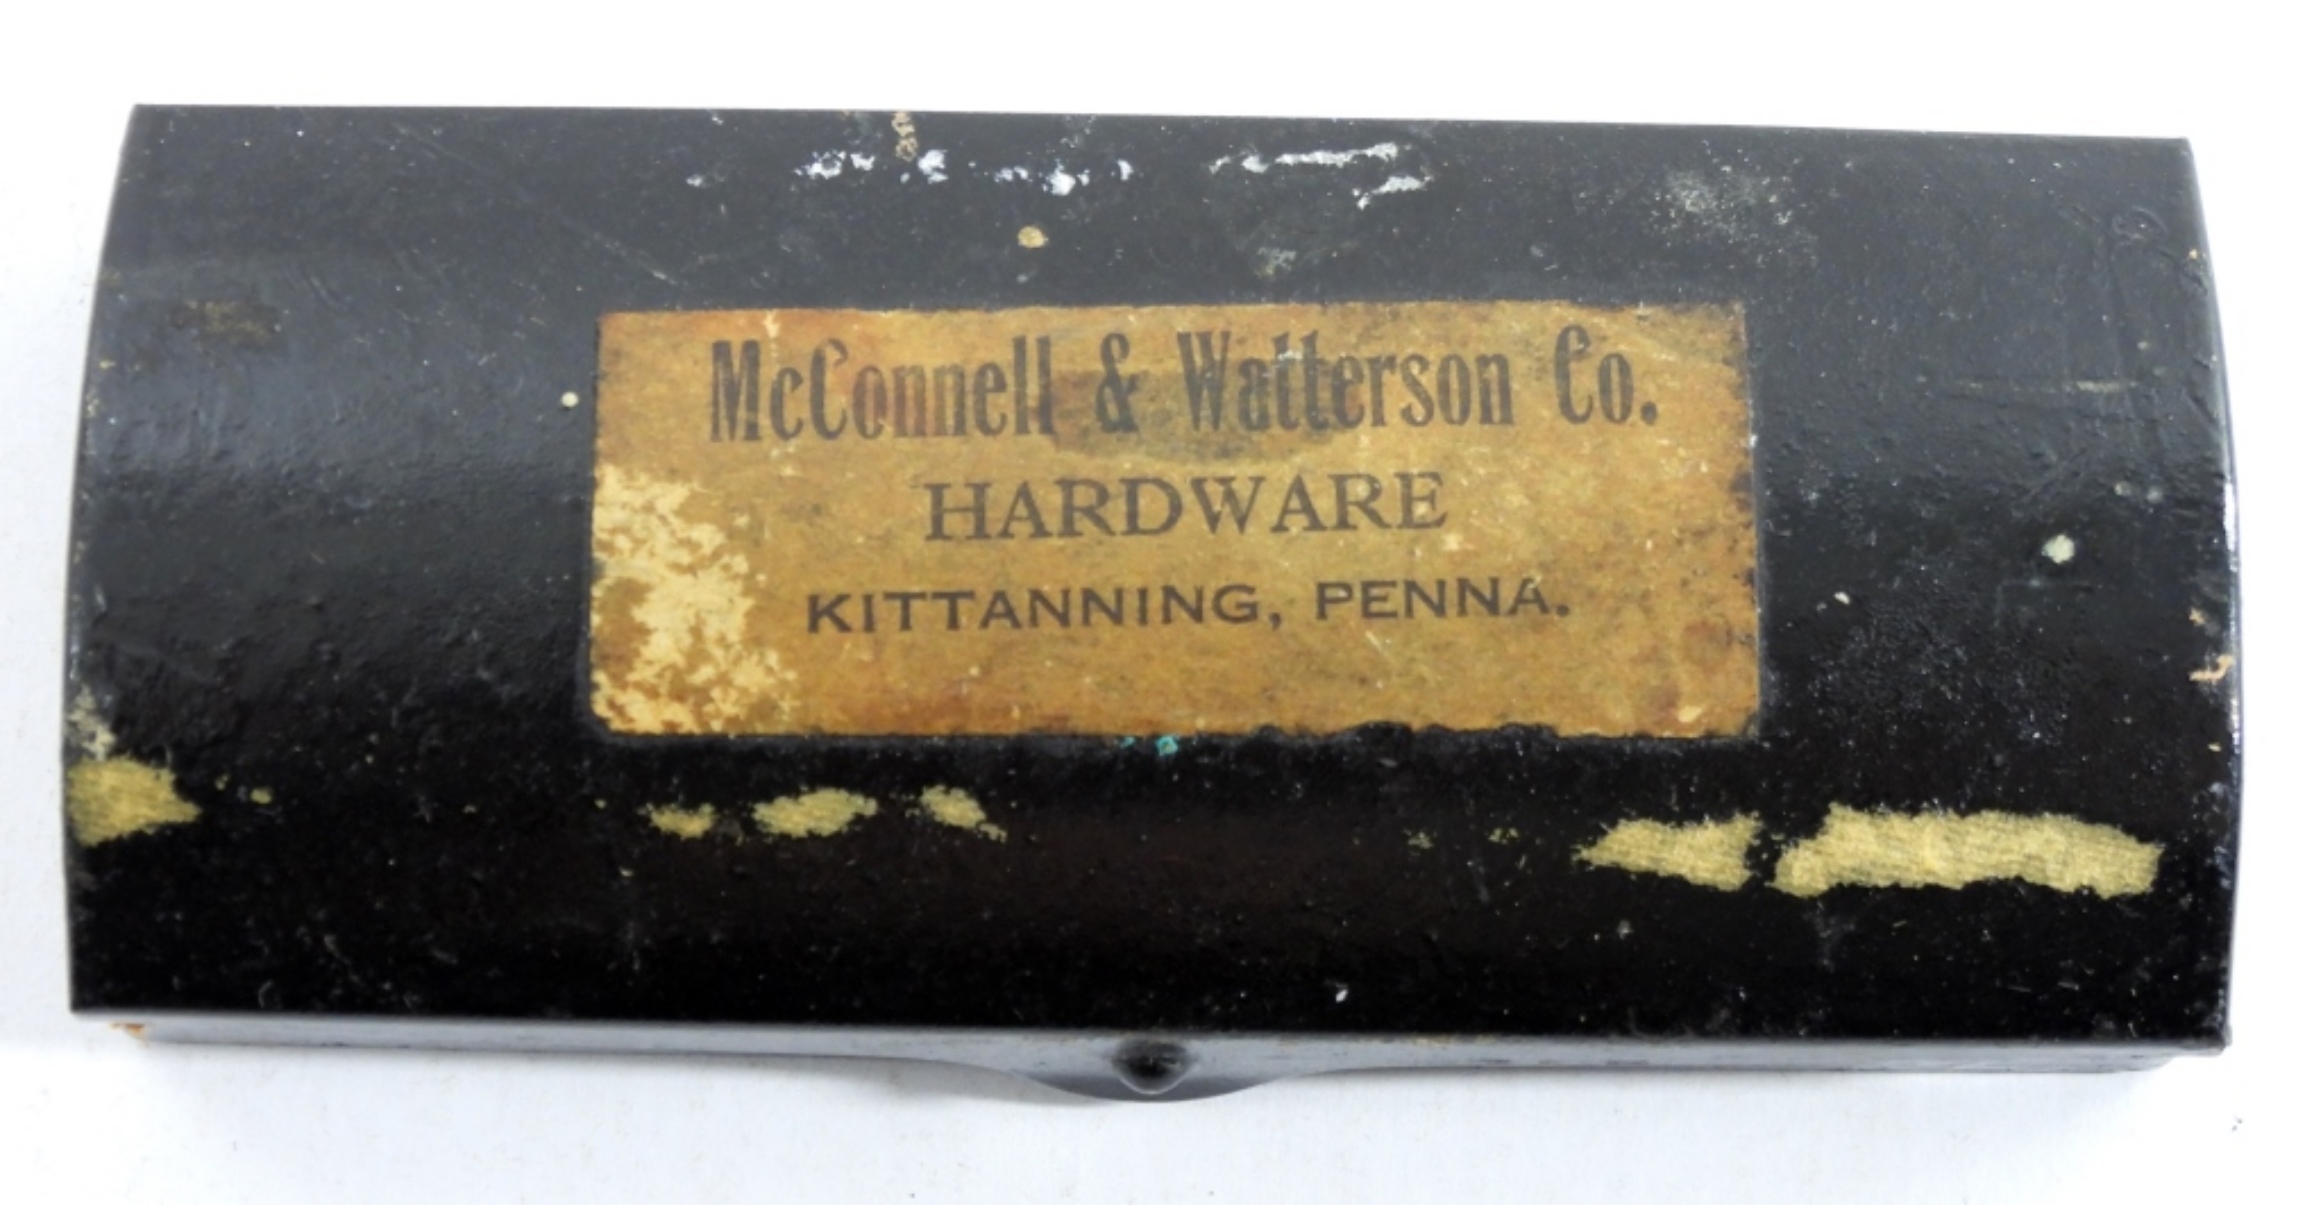 McConnell & Watterson Co.
HARDWARE
KITTANNING, PENNA.